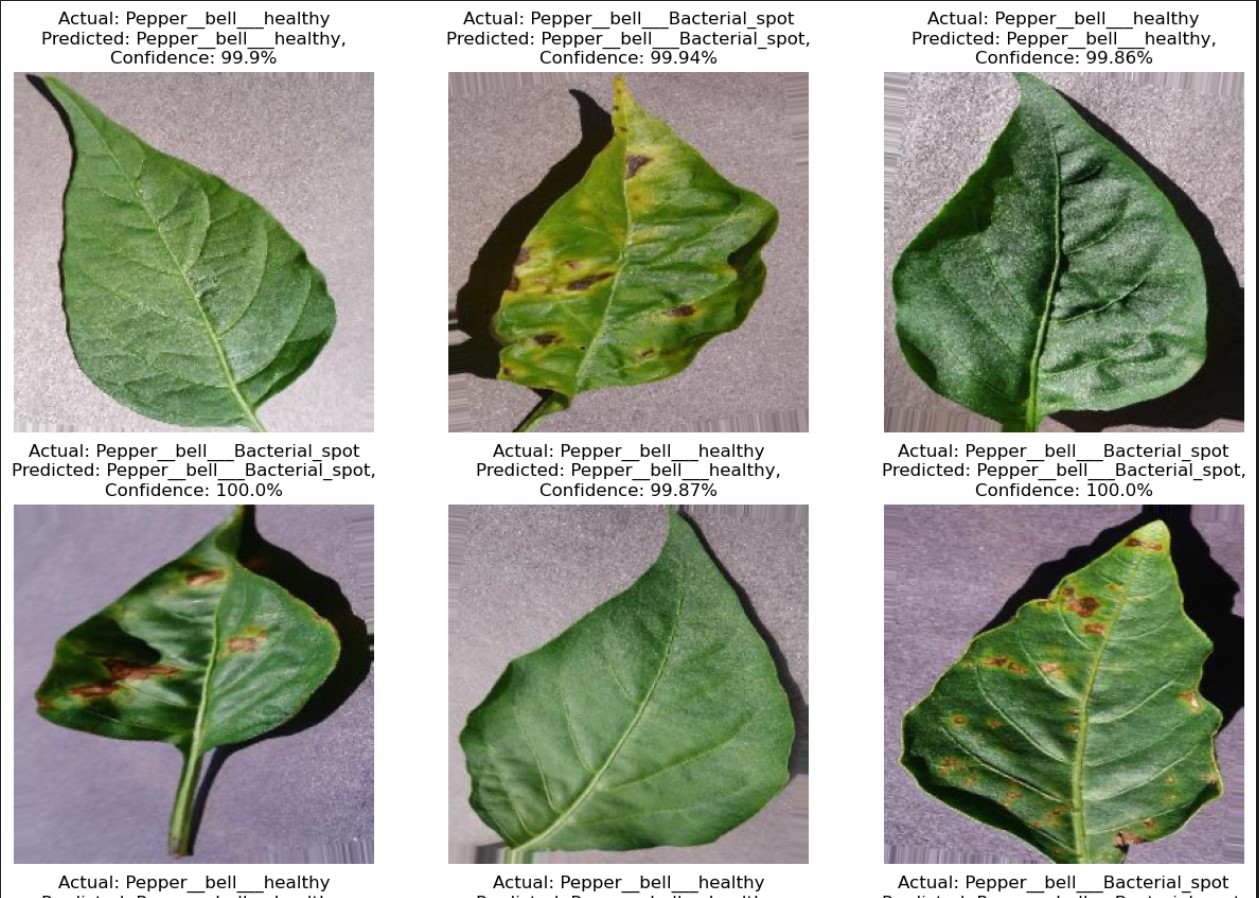 Actual: Pepper__bell___healthy
Predicted: Pepper__bell___healthy,
Confidence: 99.9%
Actual: Pepper__bell___Bacterial_spot
Predicted: Pepper__bell___Bacterial_spot,
Confidence: 99.94%
Actual: Pepper__bell___healthy
Predicted: Pepper__bell___healthy,
Confidence: 99.86%
Actual: Pepper__bell___Bacterial_spot
Predicted: Pepper__bell___Bacterial_spot,
Confidence: 100.0%
Actual: Pepper__bell___healthy
Predicted: Pepper__bell___healthy,
Confidence: 99.87%
Actual: Pepper__bell___Bacterial_spot
Predicted: Pepper__bell___Bacterial_spot,
Confidence: 100.0%
Actual: Pepper__bell___healthy
Actual: Pepper__bell___healthy
Actual: Pepper__bell___Bacterial_spot